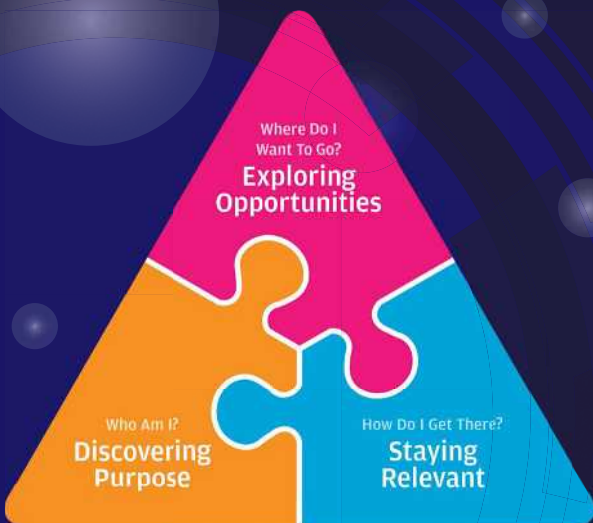 Where Do I
Want To Go?
Exploring
Opportunities
Who Am I?
Discovering
Purpose
How Do I Get There?
Staying
Relevant